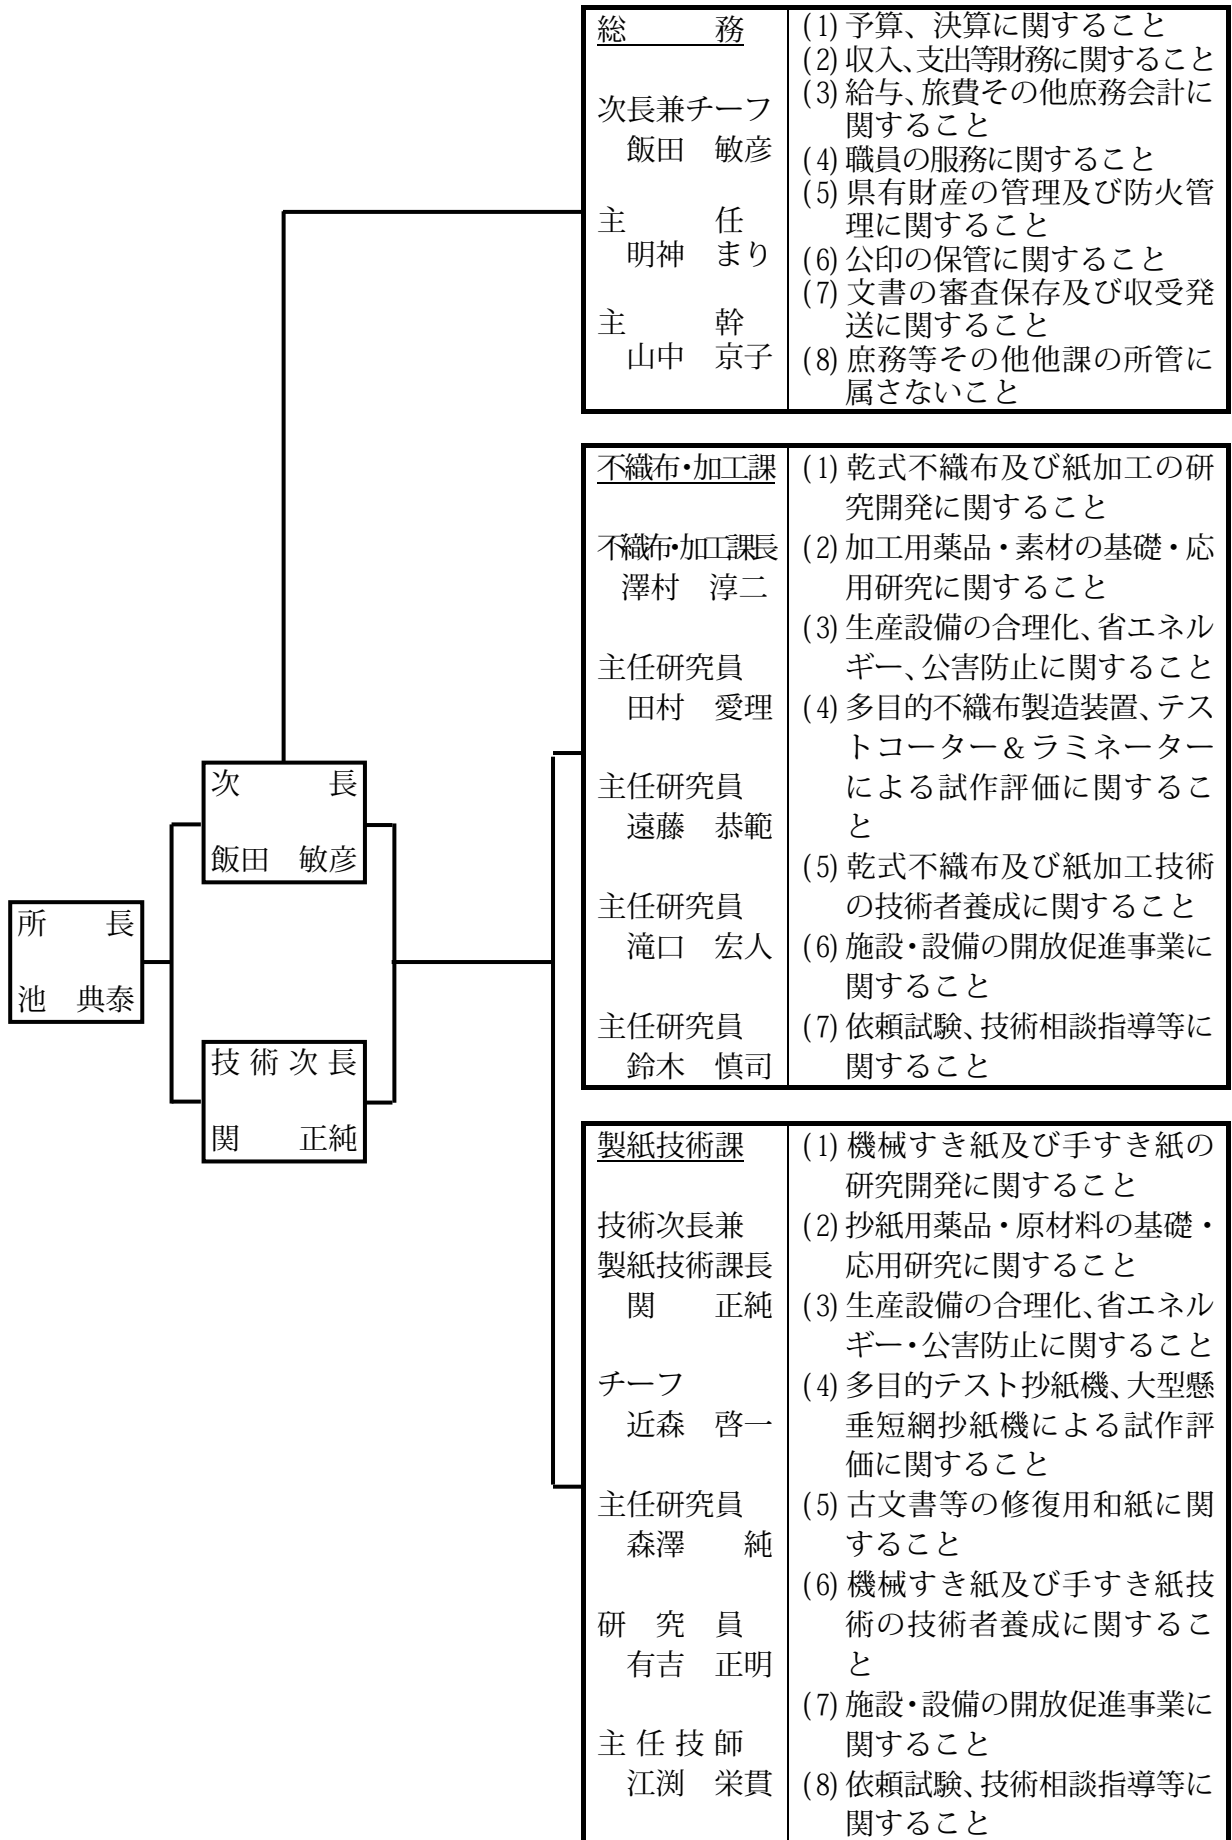 所　　長
池　典泰
次　　　長
飯田　敏彦
技 術 次 長
関　　正純
総　　　務
次長兼チーフ
飯田　敏彦
主　　　任
明神　まり
主　　　幹
山中　京子
(1) 予算、決算に関すること
(2) 収入、支出等財務に関すること
(3) 給与、旅費その他庶務会計に
関すること
(4) 職員の服務に関すること
(5) 県有財産の管理及び防火管
理に関すること
(6) 公印の保管に関すること
(7) 文書の審査保存及び収受発
送に関すること
(8) 庶務等その他他課の所管に
属さないこと
不織布・加工課
不織布・加工課長
澤村　淳二
主任研究員
田村　愛理
主任研究員
遠藤　恭範
主任研究員
滝口　宏人
主任研究員
鈴木　慎司
(1) 乾式不織布及び紙加工の研
究開発に関すること
(2) 加工用薬品・素材の基礎・応
用研究に関すること
(3) 生産設備の合理化、省エネル
ギー、公害防止に関すること
(4) 多目的不織布製造装置、テス
トコーター＆ラミネーター
による試作評価に関するこ
と
(5) 乾式不織布及び紙加工技術
の技術者養成に関すること
(6) 施設・設備の開放促進事業に
関すること
(7) 依頼試験、技術相談指導等に
関すること
製紙技術課
技術次長兼
製紙技術課長
関　　正純
チーフ
近森　啓一
主任研究員
森澤　　純
研　究　員
有吉　正明
主 任 技 師
江渕　栄貫
(1) 機械すき紙及び手すき紙の
研究開発に関すること
(2) 抄紙用薬品・原材料の基礎・
応用研究に関すること
(3) 生産設備の合理化、省エネル
ギー・公害防止に関すること
(4) 多目的テスト抄紙機、大型懸
垂短網抄紙機による試作評
価に関すること
(5) 古文書等の修復用和紙に関
すること
(6) 機械すき紙及び手すき紙技
術の技術者養成に関するこ
と
(7) 施設・設備の開放促進事業に
関すること
(8) 依頼試験、技術相談指導等に
関すること